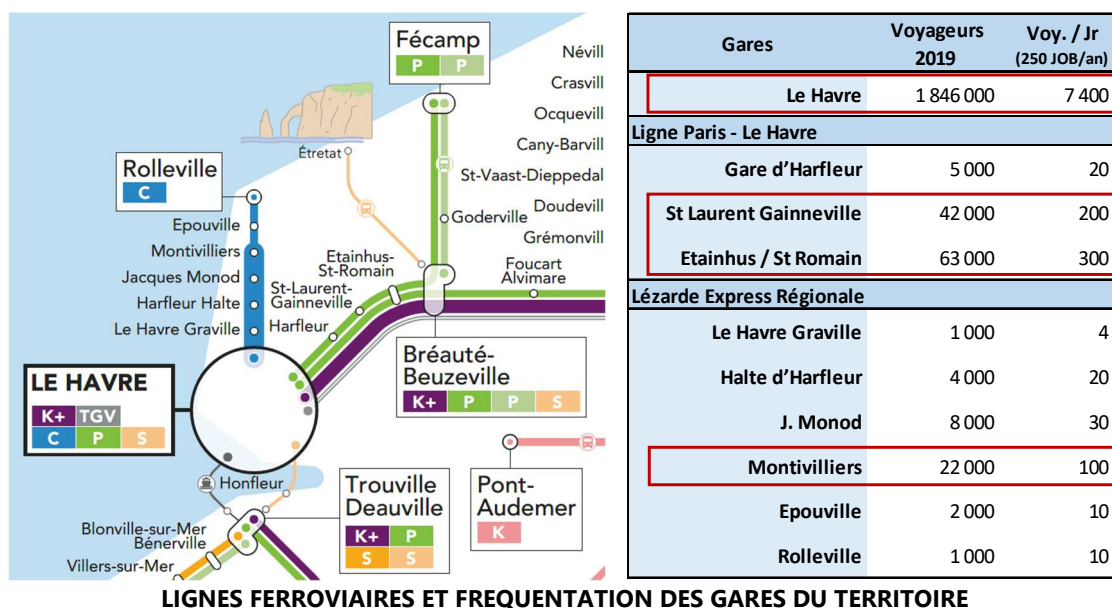 Fécamp
P P
Névill
Crasvill
Ocquevill
Cany-Barvill
St-Vaast-Dieppedal
Doudevill
Grémonvill
Étretat
Goderville
Rolleville
C
Epouville
Montivilliers
Jacques Monod
Harfleur Halte
Le Havre Graville
Etainhus-
St-Romain
St-Laurent-
Gainneville
Harfleur
Foucart
Alvimare
LE HAVRE
K+ TGV
C P S
Bréauté-
Beuzeville
K+ P P S
Honfleur
Trouville
Deauville
K+ P
S S
Pont-
Audemer
K
Blonville-sur-Mer
Bénerville
Villers-sur-Mer
Gares Voyageurs 2019 Voy. / Jr (250 JOB/an)
Le Havre 1 846 000 7 400
Ligne Paris - Le Havre
Gare d’Harfleur 5 000 20
St Laurent Gainneville 42 000 200
Etainhus / St Romain 63 000 300
Lézarde Express Régionale
Le Havre Graville 1 000 4
Halte d’Harfleur 4 000 20
J. Monod 8 000 30
Montivilliers 22 000 100
Epouville 2 000 10
Rolleville 1 000 10
LIGNES FERROVIAIRES ET FREQUENTATION DES GARES DU TERRITOIRE